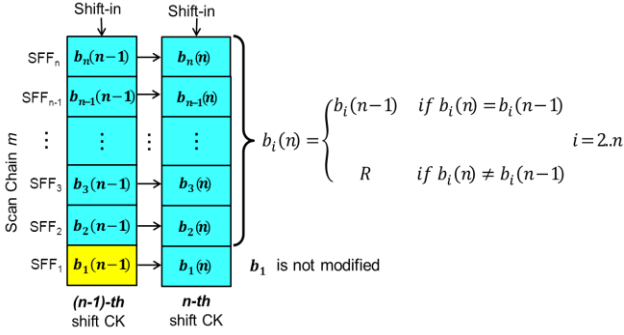 Shift-in Shift-in
SFFn bn(n−1) bn(n)
SFFn-1 bn−1(n−1) bn−1(n)
Scan Chain m
⋮ ⋮ ⋮ ⋮
bi(n) = { bi(n−1) if bi(n) = bi(n−1)
R if bi(n) ≠ bi(n−1)
i = 2..n
SFF3 b3(n−1) b3(n)
SFF2 b2(n−1) b2(n)
SFF1 b1(n−1) b1(n) b1 is not modified
(n-1)-th n-th
shift CK shift CK